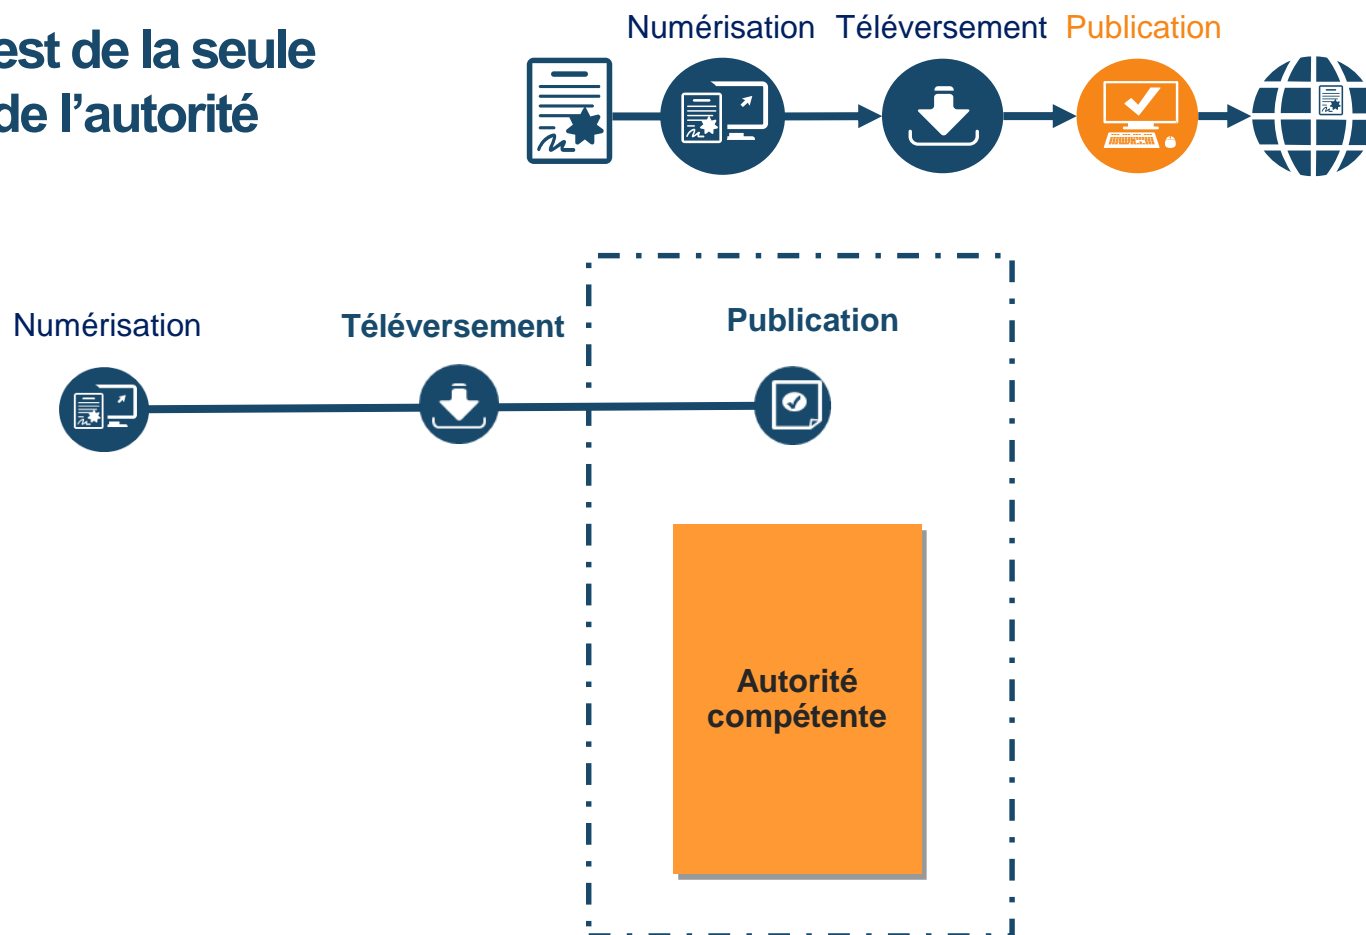 est de la seule
de l’autorité
Numérisation Téléversement Publication
Numérisation
Téléversement
Publication
Autorité
compétente